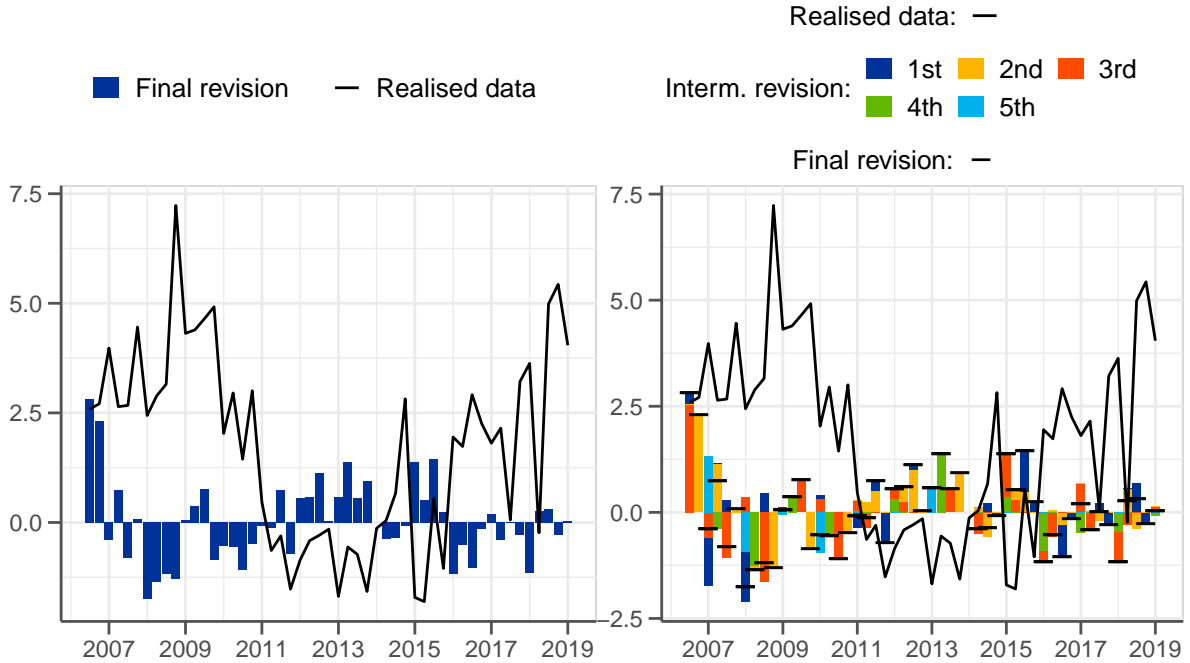 Realised data:
Final revision Realised data
Interm. revision: 1st 2nd 3rd
4th 5th
Final revision:
7.5
5.0
2.5
0.0
2007 2009 2011 2013 2015 2017 2019
7.5
5.0
2.5
0.0
−2.5
2007 2009 2011 2013 2015 2017 2019